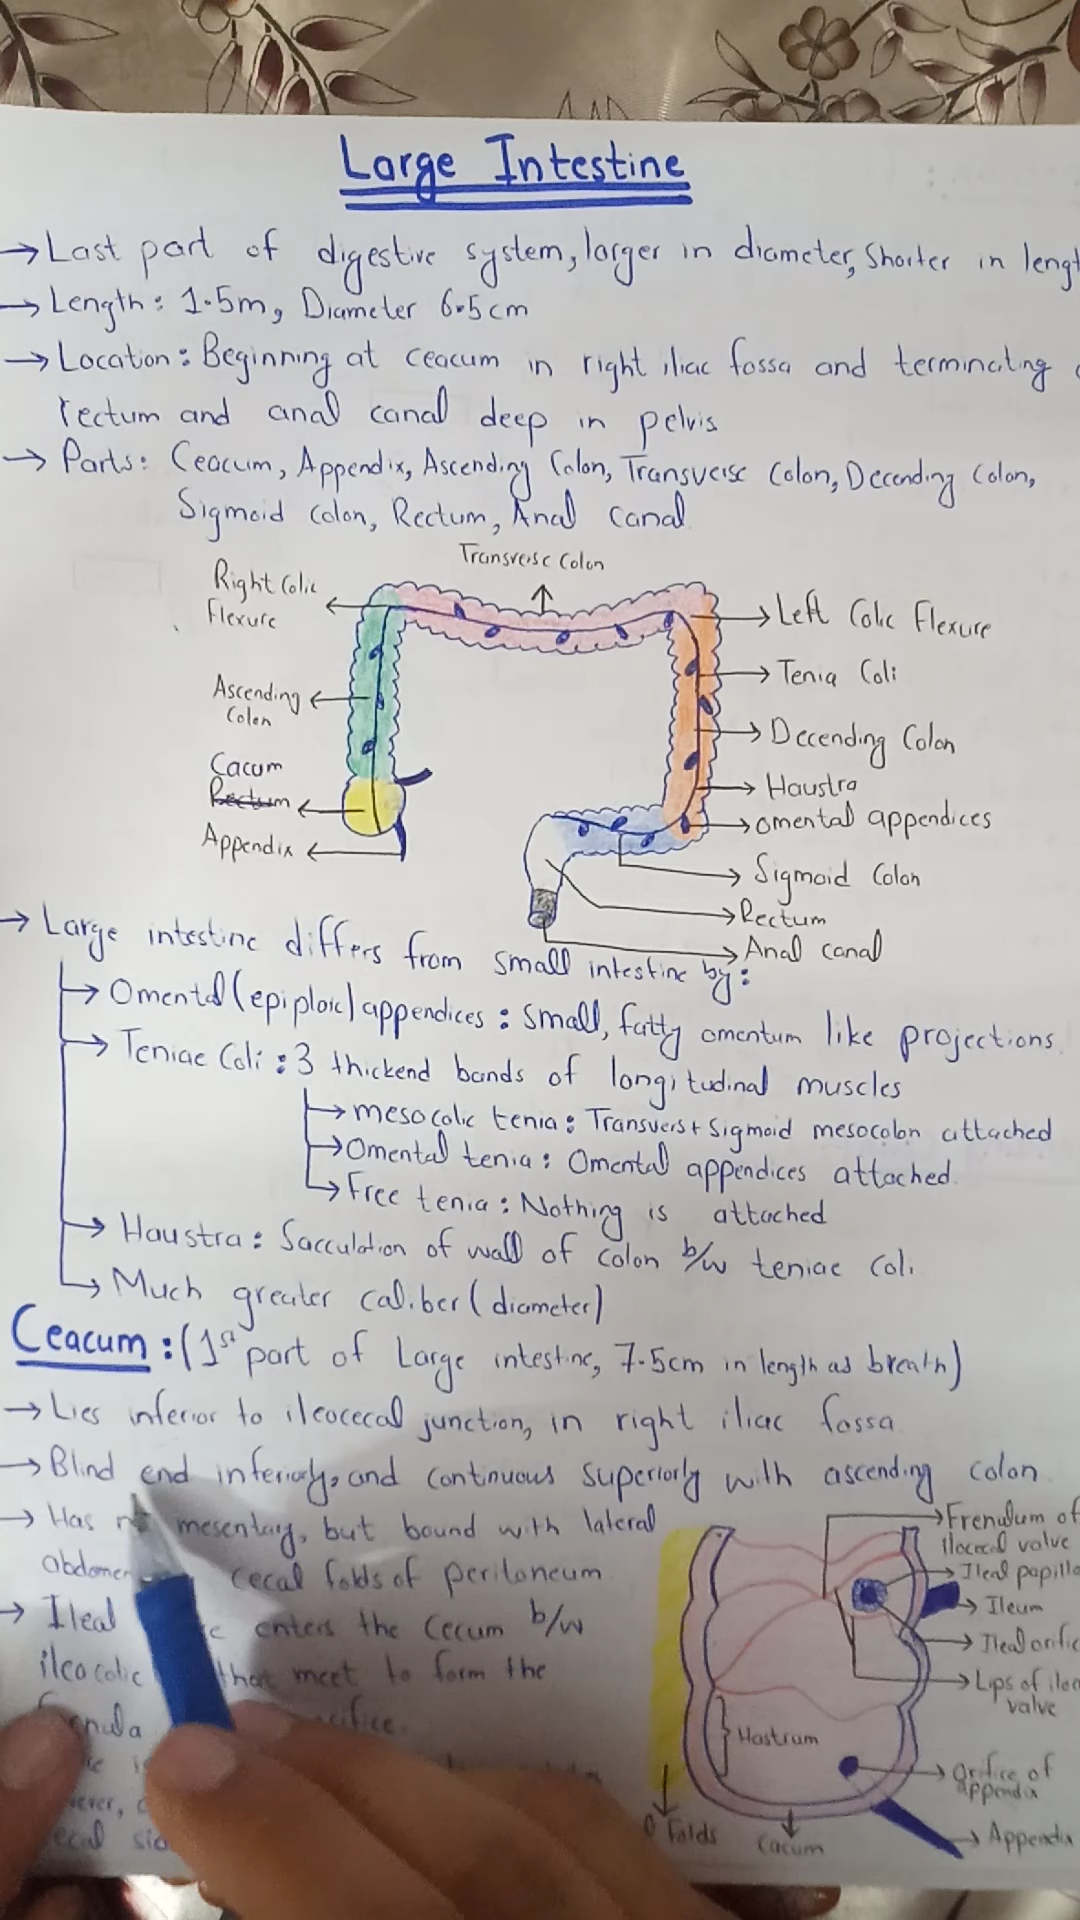 Large Intestine
→ Last part of digestive system, larger in diameter, shorter in lengt
→ Length: 1.5m, Diameter 6.5cm
→ Location: Beginning at ceacum in right iliac fossa and terminating
rectum and anal canal deep in pelvis
→ Parts: Ceacum, Appendix, Ascending Colon, Transverse Colon, Decending Colon,
Sigmoid Colon, Rectum, Anal Canal
Transverse Colon
Right Colic
Flexure
Left Colic Flexure
Tenia Coli
Ascending
Colon
Decending Colon
Cacum
Rectum
Haustra
Appendix
omental appendices
Sigmoid Colon
Rectum
Anal canal
→ Large intestine differs from small intestine by:
→ Omental (epiploic) appendices: small, fatty omentum like projections
→ Teniae Coli: 3 thickend bands of longitudinal muscles
→ mesocolic tenia: Transvers + Sigmoid mesocolon attached
→ Omental tenia: Omental appendices attached
→ Free tenia: Nothing is attached
→ Haustra: Sacculation of wall of colon b/w teniae coli
→ Much greater caliber (diameter)
Ceacum: (1st part of Large intestine, 7.5cm in length as breath)
→ Lies inferior to ileocecal junction, in right iliac fossa
→ Blind end inferiorly, and continuous superiorly with ascending colon
→ Has mesentary, but bound with lateral
abdomen cecal folds of peritoneum
→ Ileal enters the Cecum b/w
ileocolic that meet to form the
Frenulum of
ilocecal valve
Ileal papilla
Ileum
Ileal orific
Lips of ileo
valve
Hostrum
Orifice of
appendix
Appendix
Folds
Cacum